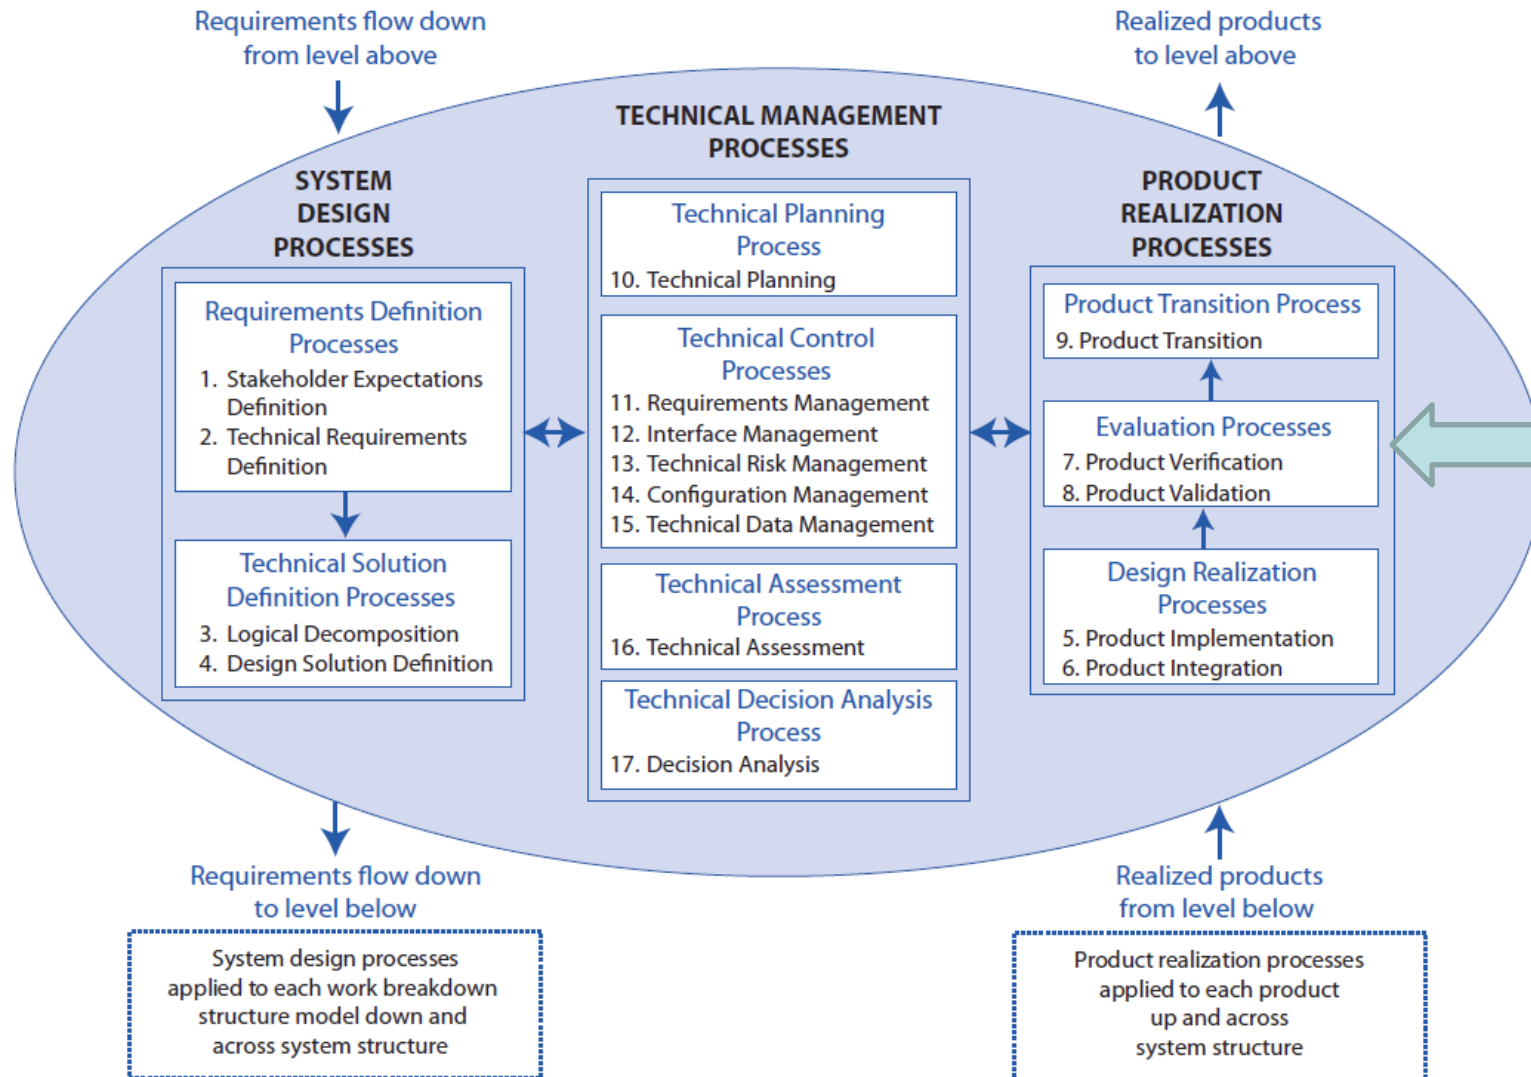 Requirements flow down
from level above
Realized products
to level above
TECHNICAL MANAGEMENT
PROCESSES
SYSTEM
DESIGN
PROCESSES
Requirements Definition
Processes
1. Stakeholder Expectations
Definition
2. Technical Requirements
Definition
Technical Solution
Definition Processes
3. Logical Decomposition
4. Design Solution Definition
Technical Planning
Process
10. Technical Planning
Technical Control
Processes
11. Requirements Management
12. Interface Management
13. Technical Risk Management
14. Configuration Management
15. Technical Data Management
Technical Assessment
Process
16. Technical Assessment
Technical Decision Analysis
Process
17. Decision Analysis
PRODUCT
REALIZATION
PROCESSES
Product Transition Process
9. Product Transition
Evaluation Processes
7. Product Verification
8. Product Validation
Design Realization
Processes
5. Product Implementation
6. Product Integration
Requirements flow down
to level below
System design processes
applied to each work breakdown
structure model down and
across system structure
Realized products
from level below
Product realization processes
applied to each product
up and across
system structure